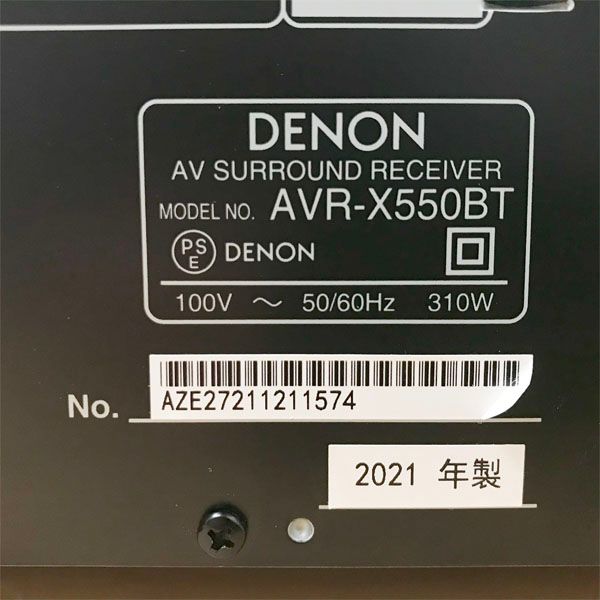 DENON
AV SURROUND RECEIVER
MODEL NO. AVR-X550BT
PS
E
DENON
100V ～ 50/60Hz 310W
No.
AZE27211211574
2021 年製